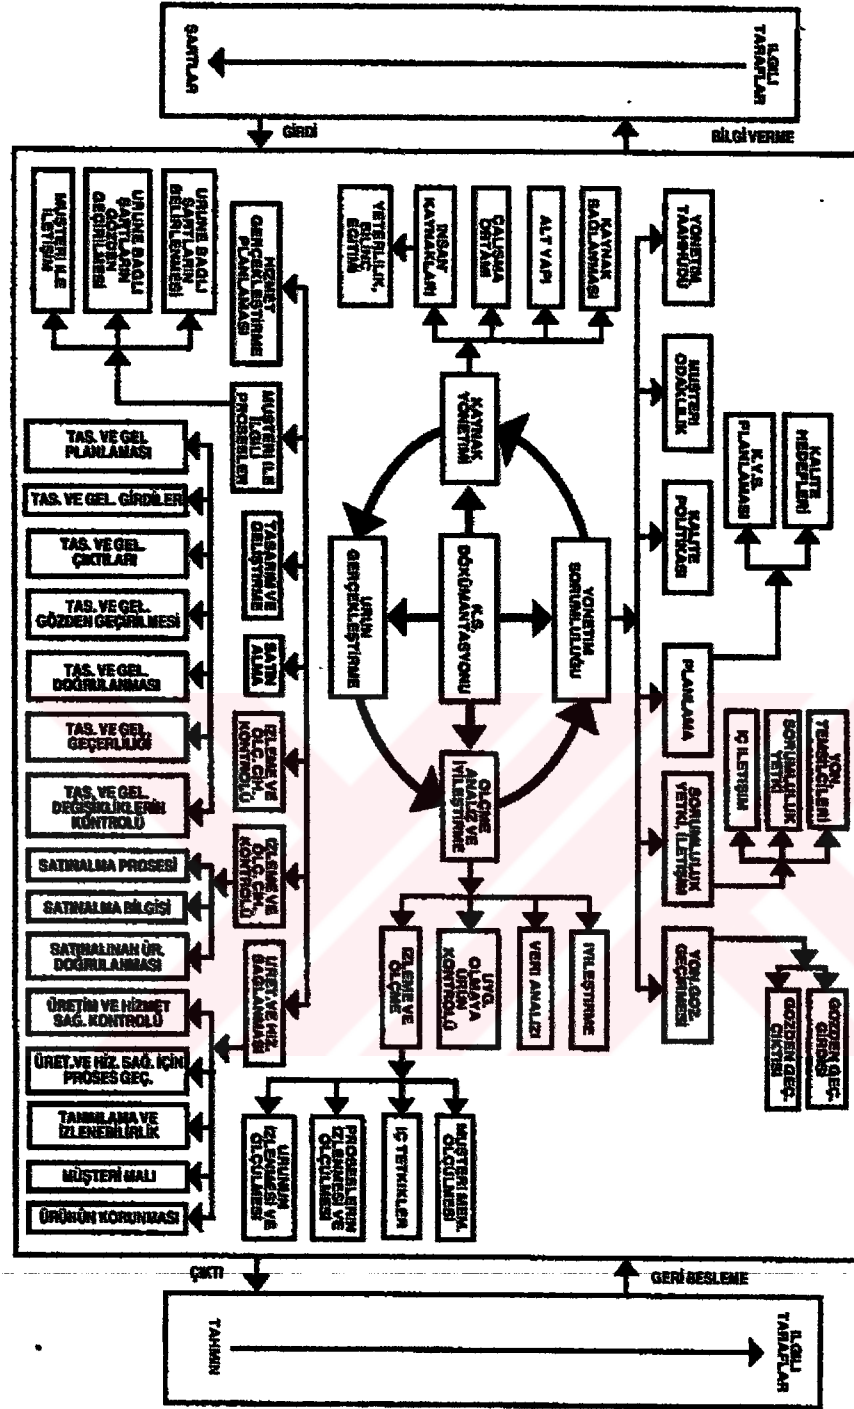 İLGİLİ
TARAFLAR
ŞARTLAR
GİRDİ
BİLGİ VERME
YÖNETİM
TAAHHÜDÜ
MÜŞTERİ
ODAKLILIK
KALİTE
POLİTİKASI
PLANLAMA
SORUMLULUK
YETKİ, İLETİŞİM
YÖN. GÖZ.
GEÇİRMESİ
KALİTE
HEDEFLERİ
K.Y.S.
PLANLAMASI
YÖN.
TEMSİLCİLERİ
SORUMLULUK
YETKİ
İÇ İLETİŞİM
GÖZDEN GEÇ.
GİRDİSİ
GÖZDEN GEÇ.
ÇIKTISI
KAYNAK
SAĞLANMASI
ALT YAPI
ÇALIŞMA
ORTAMI
İNSAN
KAYNAKLARI
YETERLİLİK,
BİLİNÇ
EĞİTİM
KAYNAK
YÖNETİMİ
YÖNETİM
SORUMLULUĞU
K.S.
DÖKÜMANTASYONU
ÜRÜN
GERÇEKLEŞTİRME
ÖLÇME
ANALİZ VE
İYİLEŞTİRME
İYİLEŞTİRME
VERİ ANALİZİ
UYG.
OLMAYA
ÜRÜN
KONTROLÜ
İZLEME VE
ÖLÇME
MÜŞTERİ MEM.
ÖLÇÜLMESİ
İÇ TETKİKLER
PROSESLERİN
İZLENMESİ VE
ÖLÇÜLMESİ
ÜRÜNÜN
İZLENMESİ VE
ÖLÇÜLMESİ
HİZMET
GERÇEKLEŞTİRME
PLANLAMASI
MÜŞTERİ İLE
İLGİLİ
PROSESLER
TASARIM VE
GELİŞTİRME
SATIN
ALMA
İZLEME VE
ÖLÇ. CİH.
KONTROLÜ
İZLEME VE
ÖLÇ. CİH.
KONTROLÜ
ÜRET. VE HİZ.
SAĞLANMASI
ÜRÜNE BAĞLI
ŞARTLARIN
BELİRLENMESİ
ÜRÜNE BAĞLI
ŞARTLARIN
GÖZDEN
GEÇİRİLMESİ
MÜŞTERİ İLE
İLETİŞİM
TAS. VE GEL
PLANLAMASI
TAS. VE GEL. GİRDİLER
TAS. VE GEL.
ÇIKTILARI
TAS. VE GEL.
GÖZDEN GEÇİRİLMESİ
TAS. VE GEL.
DOĞRULANMASI
TAS. VE GEL.
GEÇERLİLİĞİ
TAS. VE GEL.
DEĞİŞİKLİKLERİN
KONTROLÜ
SATINALMA PROSESİ
SATINALMA BİLGİSİ
SATINALINAN ÜR.
DOĞRULANMASI
ÜRETİM VE HİZMET
SAĞ. KONTROLÜ
ÜRET. VE HİZ. SAĞ. İÇİN
PROSES GEÇ.
TANIMLAMA VE
İZLENEBİLİRLİK
MÜŞTERİ MALI
ÜRÜNÜN KORUNMASI
ÇIKTI
GERİ BESLEME
TAHMİN
İLGİLİ
TARAFLAR